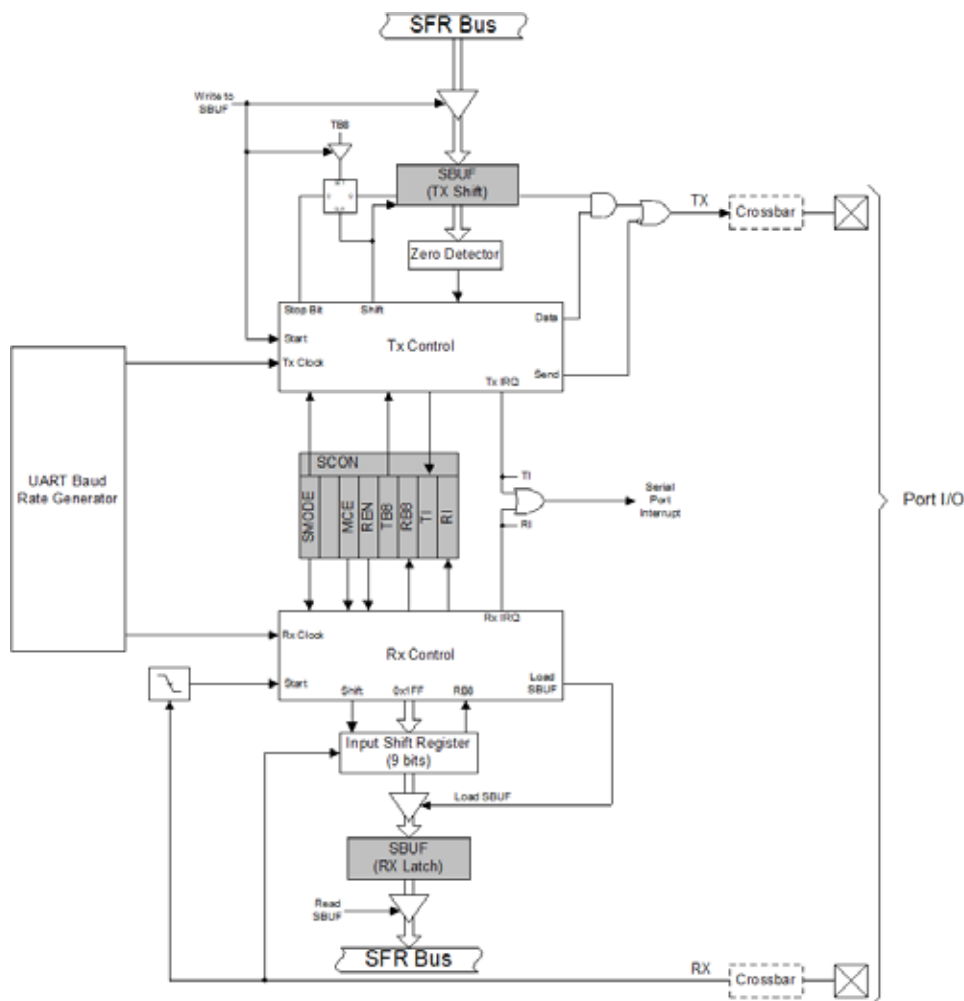 SFR Bus
Write to
SBUF
TB8
SBUF
(TX Shift)
TX
Crossbar
Zero Detector
Stop Bit
Shift
Data
Start
Tx Control
Tx Clock
Send
Tx IRQ
UART Baud
Rate Generator
SCON
SMODE
MCE
REN
TB8
RB8
TI
RI
TI
Serial
Port
Interrupt
RI
Port I/O
Rx IRQ
Rx Clock
Rx Control
Start
Load
SBUF
Shift
0x1FF
RB8
Input Shift Register
(9 bits)
Load SBUF
SBUF
(RX Latch)
Read
SBUF
SFR Bus
RX
Crossbar